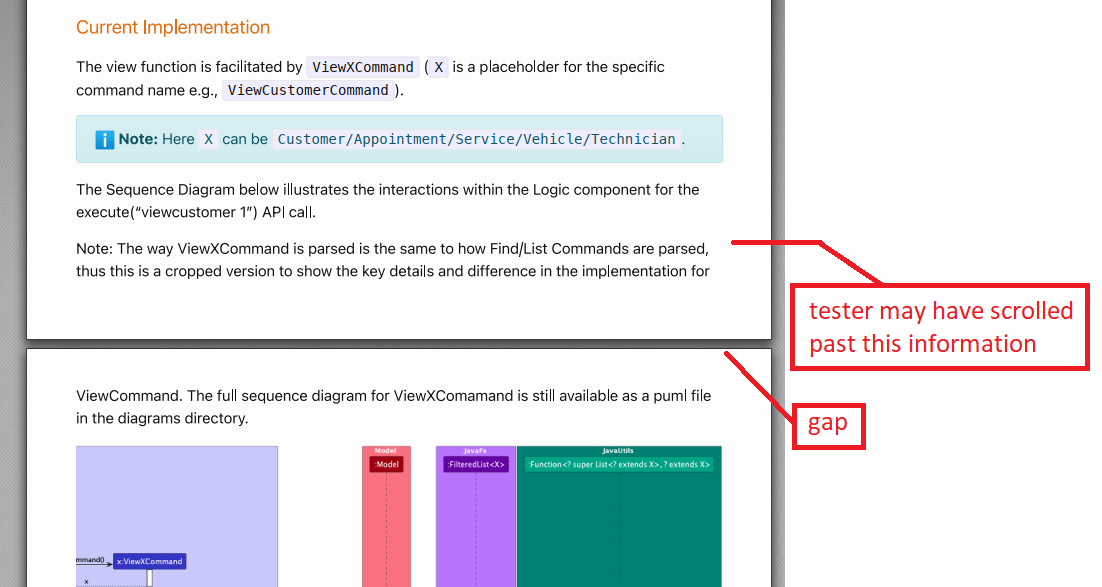 Current Implementation
The view function is facilitated by ViewXCommand ( X is a placeholder for the specific
command name e.g., ViewCustomerCommand ).
Note: Here X can be Customer/Appointment/Service/Vehicle/Technician .
The Sequence Diagram below illustrates the interactions within the Logic component for the
execute(“viewcustomer 1”) API call.
Note: The way ViewXCommand is parsed is the same to how Find/List Commands are parsed,
thus this is a cropped version to show the key details and difference in the implementation for
tester may have scrolled
past this information
ViewCommand. The full sequence diagram for ViewXComamand is still available as a puml file
in the diagrams directory.
gap
Model
:Model
JavaFx
:FilteredList<X>
JavaUtils
:Function<? super List<? extends X>, ? extends X>
mmand()
x:ViewXCommand
x